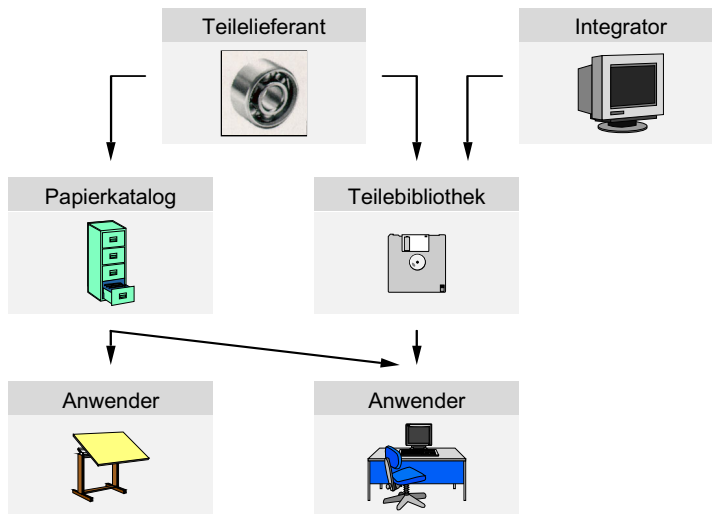 Teilelieferant
Integrator
Papierkatalog
Teilebibliothek
Anwender
Anwender